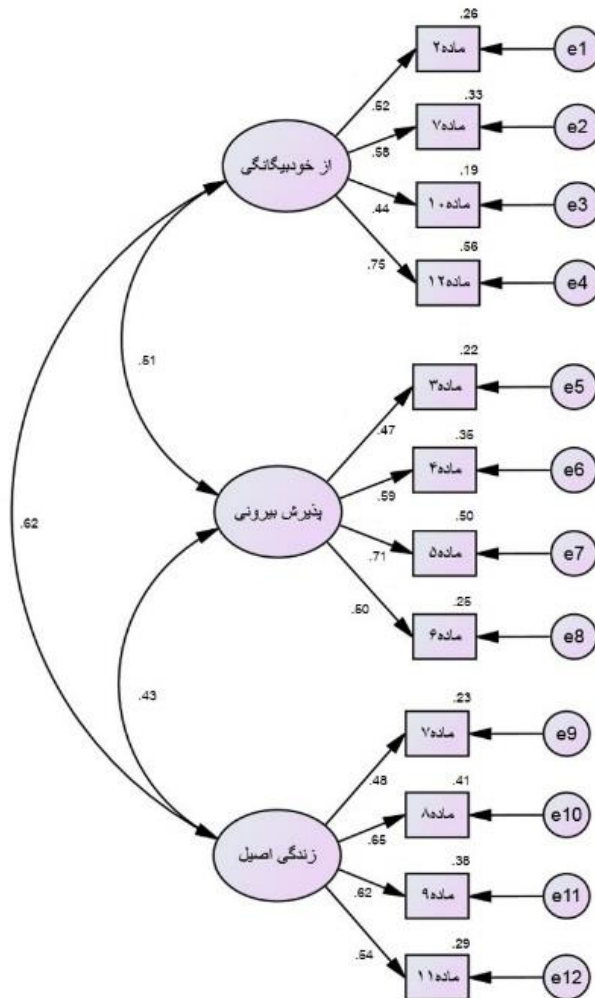 .26
ماده۲
e1
.52
.33
ماده۷
e2
.58
از خودبیگانگی
.19
ماده۱۰
e3
.44
.56
ماده۱۲
e4
.75
.51
.22
ماده۳
e5
.47
.35
ماده۴
e6
.59
پذیرش بیرونی
.50
ماده۵
e7
.71
.62
.25
ماده۶
e8
.50
.43
.23
ماده۷
e9
.48
.41
ماده۸
e10
.65
زندگی اصیل
.38
ماده۹
e11
.62
.29
ماده۱۱
e12
.54